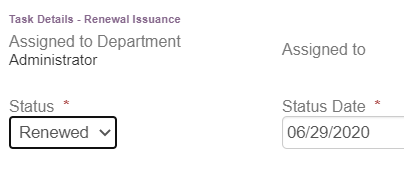 Task Details - Renewal Issuance
Assigned to Department
Administrator
Assigned to
Status *
Renewed
Status Date *
06/29/2020